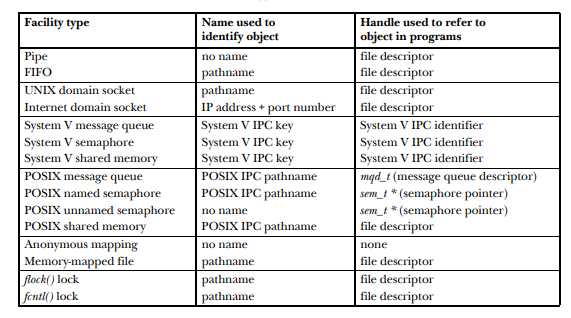 Facility type Name used to identify object Handle used to refer to object in programs
Pipe no name file descriptor
FIFO pathname file descriptor
UNIX domain socket pathname file descriptor
Internet domain socket IP address + port number file descriptor
System V message queue System V IPC key System V IPC identifier
System V semaphore System V IPC key System V IPC identifier
System V shared memory System V IPC key System V IPC identifier
POSIX message queue POSIX IPC pathname mqd_t (message queue descriptor)
POSIX named semaphore POSIX IPC pathname sem_t * (semaphore pointer)
POSIX unnamed semaphore no name sem_t * (semaphore pointer)
POSIX shared memory POSIX IPC pathname file descriptor
Anonymous mapping no name none
Memory-mapped file pathname file descriptor
flock() lock pathname file descriptor
fcntl() lock pathname file descriptor